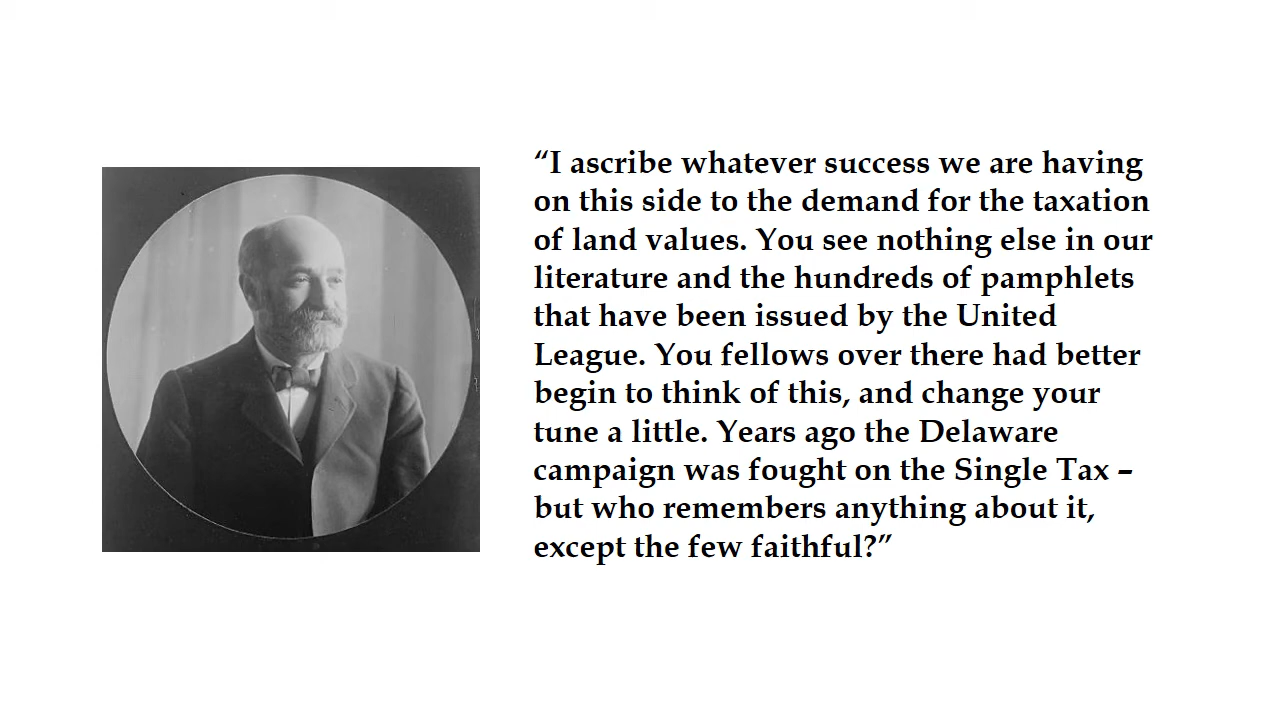 “I ascribe whatever success we are having
on this side to the demand for the taxation
of land values. You see nothing else in our
literature and the hundreds of pamphlets
that have been issued by the United
League. You fellows over there had better
begin to think of this, and change your
tune a little. Years ago the Delaware
campaign was fought on the Single Tax –
but who remembers anything about it,
except the few faithful?”